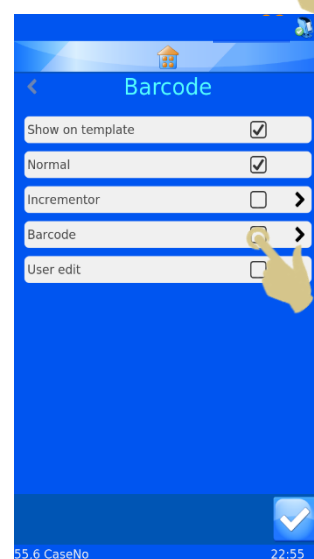 Barcode
Show on template
Normal
Incrementor
Barcode
User edit
55.6 CaseNo 22:55